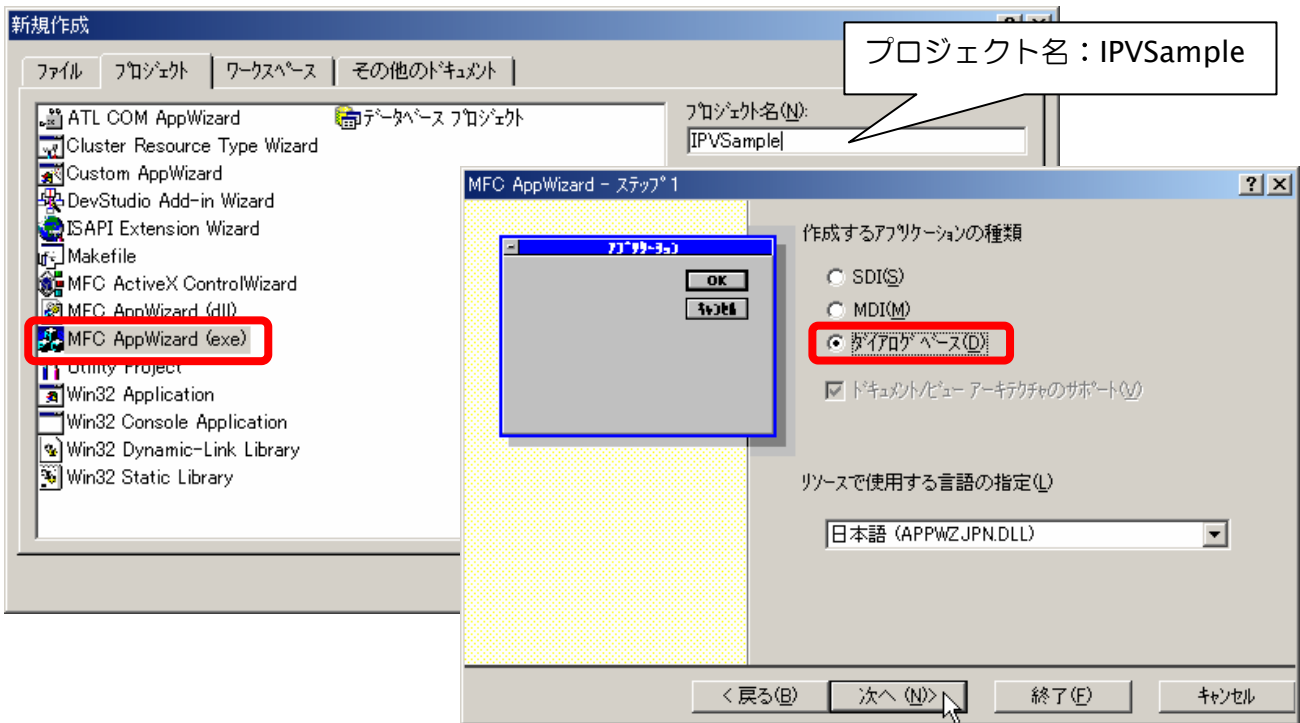 新規作成
プロジェクト名：IPVSample
ファイル
プロジェクト
ワークスペース
その他のドキュメント
ATL COM AppWizard
Cluster Resource Type Wizard
Custom AppWizard
DevStudio Add-in Wizard
ISAPI Extension Wizard
Makefile
MFC ActiveX ControlWizard
MFC AppWizard (dll)
MFC AppWizard (exe)
Utility Project
Win32 Application
Win32 Console Application
Win32 Dynamic-Link Library
Win32 Static Library
データベース プロジェクト
プロジェクト名(N):
IPVSample
MFC AppWizard - ステップ 1
アプリケーション
OK
キャンセル
作成するアプリケーションの種類
SDI(S)
MDI(M)
ダイアログ ベース(D)
ドキュメント/ビュー アーキテクチャのサポート(V)
リソースで使用する言語の指定(L)
日本語 (APPWZJPN.DLL)
< 戻る(B)
次へ (N)>
終了(F)
キャンセル